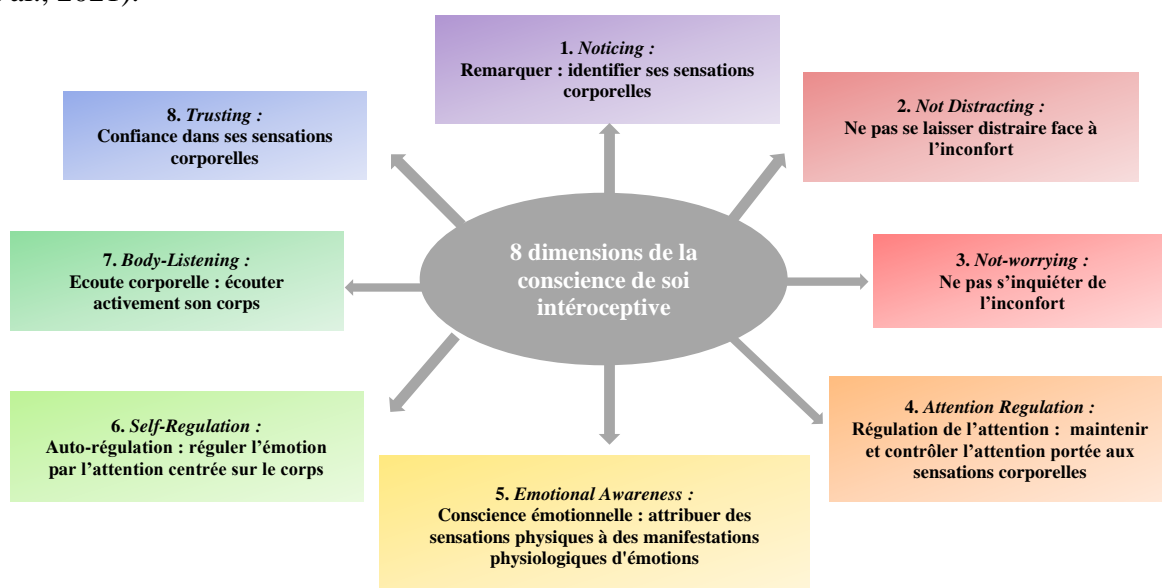 2021).
1. Noticing :
Remarquer : identifier ses sensations
corporelles
2. Not Distracting :
Ne pas se laisser distraire face à
l’inconfort
3. Not-worrying :
Ne pas s’inquiéter de
l’inconfort
4. Attention Regulation :
Régulation de l’attention : maintenir
et contrôler l’attention portée aux
sensations corporelles
5. Emotional Awareness :
Conscience émotionnelle : attribuer des
sensations physiques à des manifestations
physiologiques d'émotions
6. Self-Regulation :
Auto-régulation : réguler l’émotion
par l’attention centrée sur le corps
7. Body-Listening :
Ecoute corporelle : écouter
activement son corps
8. Trusting :
Confiance dans ses sensations
corporelles
8 dimensions de la
conscience de soi
intéroceptive